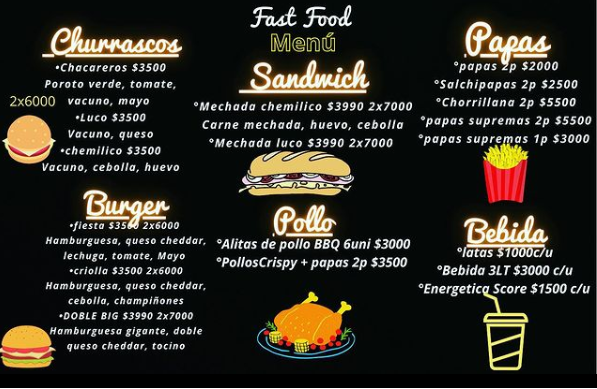 Fast Food
Menú
Churrascos
•Chacareros $3500
Poroto verde, tomate,
vacuno, mayo
2x6000
•Luco $3500
Vacuno, queso
•chemilico $3500
Vacuno, cebolla, huevo
Sandwich
°Mechada chemilico $3990 2x7000
Carne mechada, huevo, cebolla
°Mechada luco $3990 2x7000
Papas
°papas 2p $2000
°Salchipapas 2p $2500
°Chorrillana 2p $5500
°papas supremas 2p $5500
°papas supremas 1p $3000
Burger
•fiesta $3500 2x6000
Hamburguesa, queso cheddar,
lechuga, tomate, Mayo
•criolla $3500 2x6000
Hamburguesa, queso cheddar,
cebolla, champiñones
•DOBLE BIG $3990 2x7000
Hamburguesa gigante, doble
queso cheddar, tocino
Pollo
°Alitas de pollo BBQ 6uni $3000
°PollosCrispy + papas 2p $3500
Bebida
°latas $1000c/u
°Bebida 3LT $3000 c/u
°Energetica Score $1500 c/u